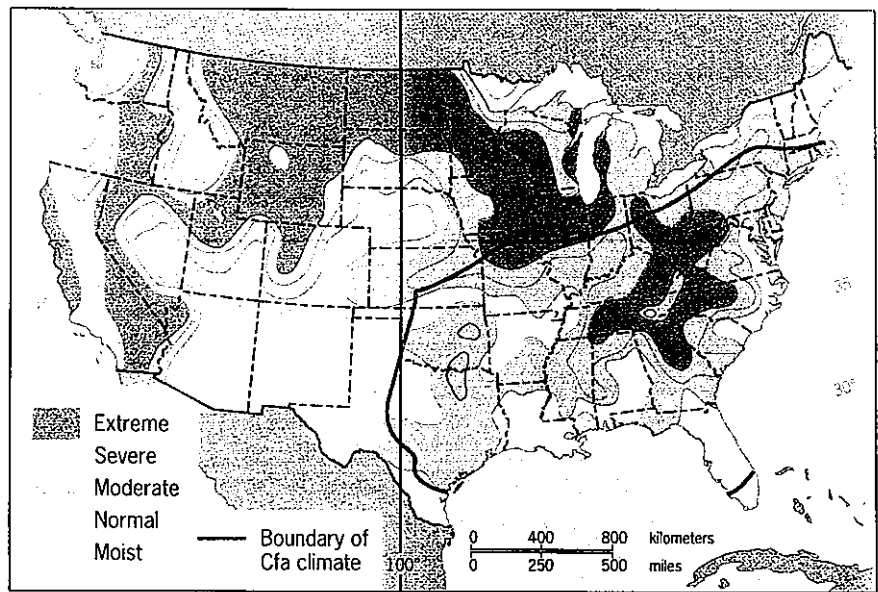 35
30°
Extreme
Severe
Moderate
Normal
Moist
Boundary of
Cfa climate
100°
0 400 800 kilometers
0 250 500 miles